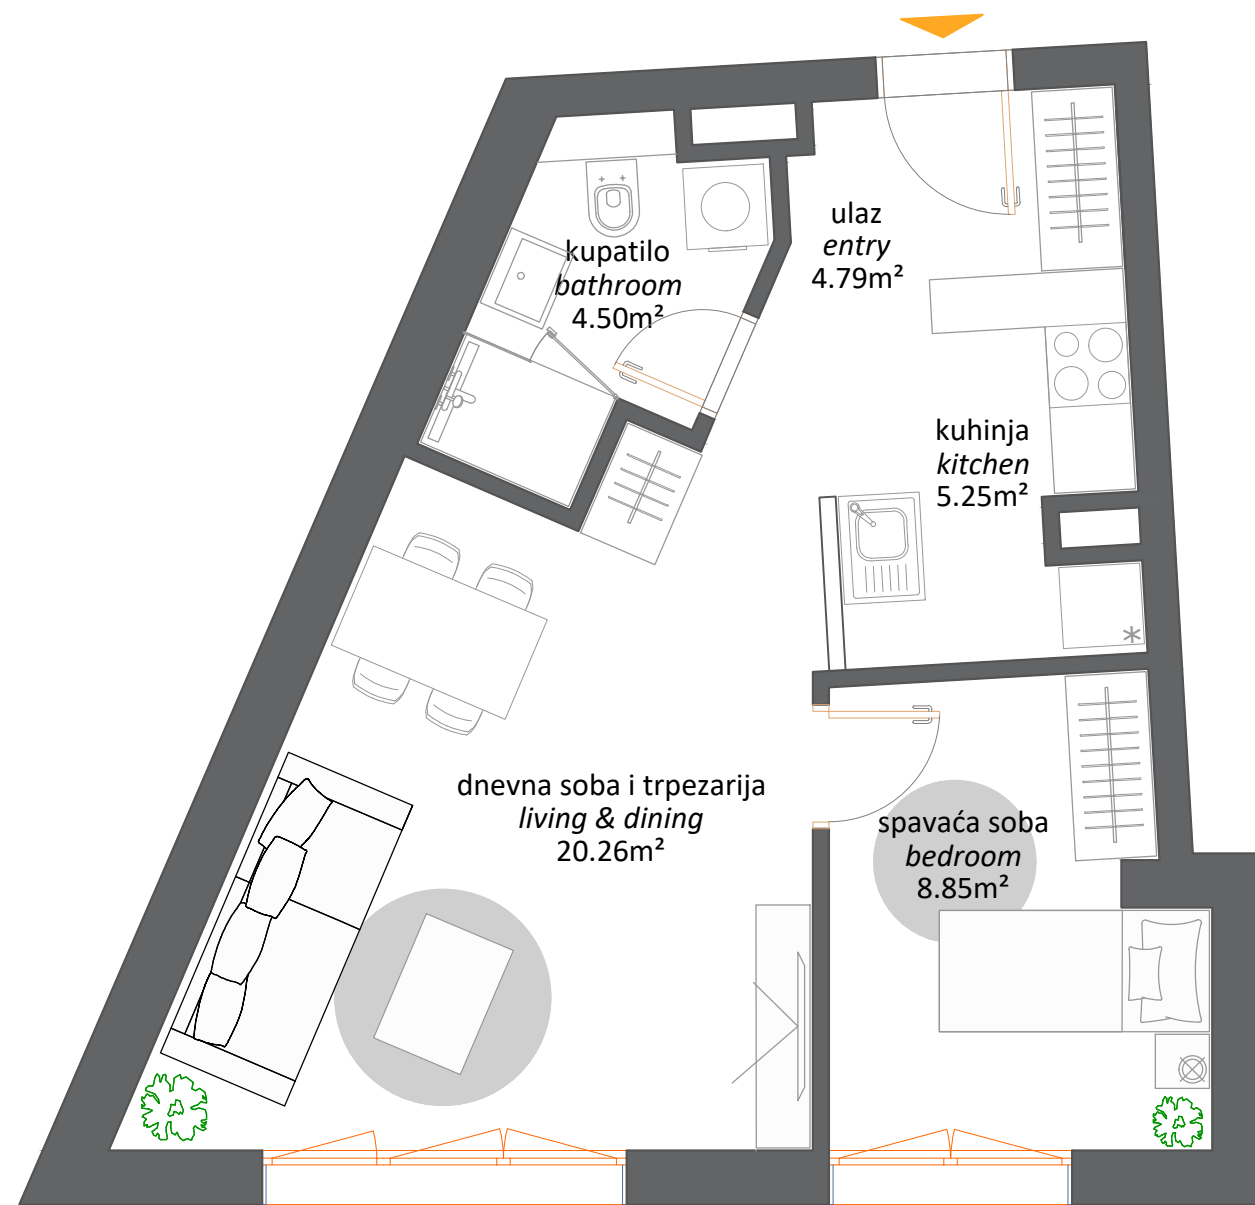 ulaz
entry
4.79m²
kupatilo
bathroom
4.50m²
kuhinja
kitchen
5.25m²
dnevna soba i trpezarija
living & dining
20.26m²
spavaća soba
bedroom
8.85m²